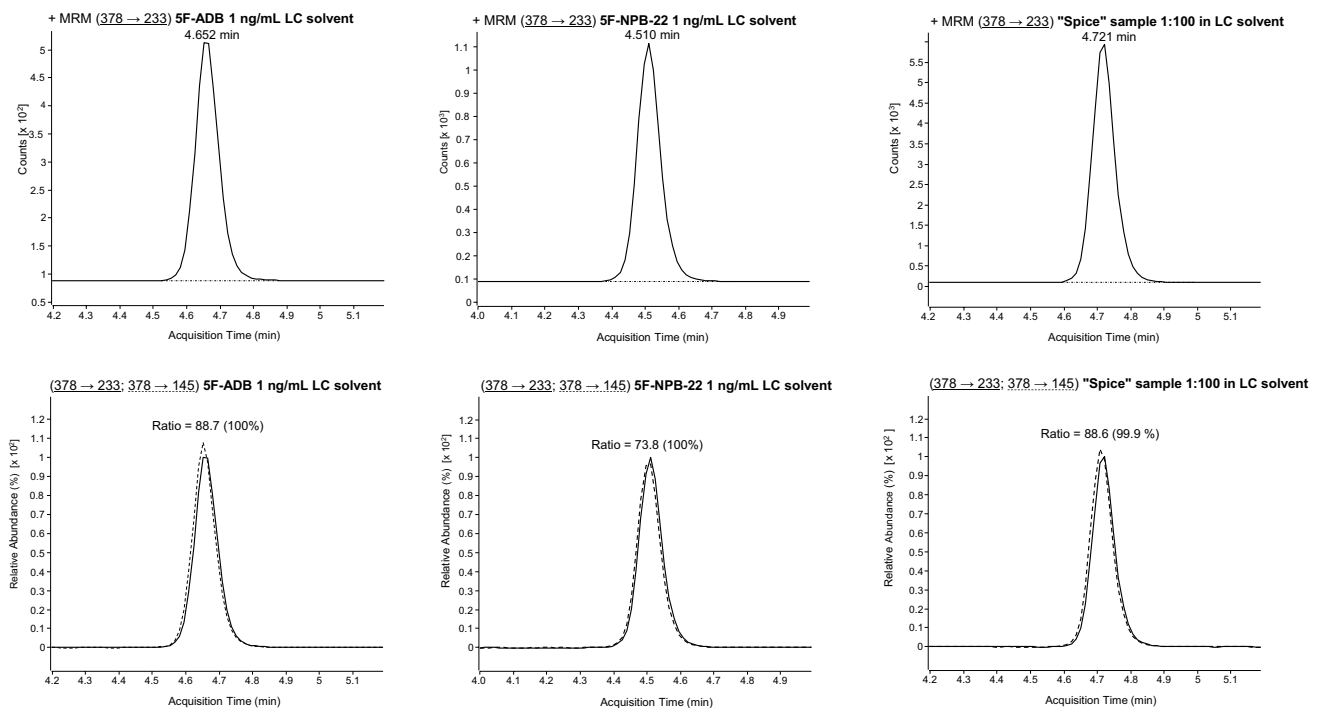 + MRM (378 → 233) 5F-ADB 1 ng/mL LC solvent
4.652 min
5
4.5
4
3.5
3
2.5
2
1.5
1
0.5
Counts [x 10²]
4.2 4.3 4.4 4.5 4.6 4.7 4.8 4.9 5 5.1
Acquisition Time (min)
+ MRM (378 → 233) 5F-NPB-22 1 ng/mL LC solvent
4.510 min
1.1
1
0.9
0.8
0.7
0.6
0.5
0.4
0.3
0.2
0.1
0
Counts [x 10³]
4.0 4.1 4.2 4.3 4.4 4.5 4.6 4.7 4.8 4.9
Acquisition Time (min)
+ MRM (378 → 233) "Spice" sample 1:100 in LC solvent
4.721 min
5.5
5
4.5
4
3.5
3
2.5
2
1.5
1
0.5
0
Counts [x 10³]
4.2 4.3 4.4 4.5 4.6 4.7 4.8 4.9 5 5.1
Acquisition Time (min)
(378 → 233; 378 → 145) 5F-ADB 1 ng/mL LC solvent
Ratio = 88.7 (100%)
1.2
1.1
1
0.9
0.8
0.7
0.6
0.5
0.4
0.3
0.2
0.1
0
Relative Abundance (%) [x 10²]
4.2 4.3 4.4 4.5 4.6 4.7 4.8 4.9 5 5.1
Acquisition Time (min)
(378 → 233; 378 → 145) 5F-NPB-22 1 ng/mL LC solvent
Ratio = 73.8 (100%)
1.2
1.1
1
0.9
0.8
0.7
0.6
0.5
0.4
0.3
0.2
0.1
0
Relative Abundance (%) [x 10²]
4.0 4.1 4.2 4.3 4.4 4.5 4.6 4.7 4.8 4.9
Acquisition Time (min)
(378 → 233; 378 → 145) "Spice" sample 1:100 in LC solvent
Ratio = 88.6 (99.9 %)
1.2
1.1
1
0.9
0.8
0.7
0.6
0.5
0.4
0.3
0.2
0.1
0
Relative Abundance (%) [x 10² ]
4.2 4.3 4.4 4.5 4.6 4.7 4.8 4.9 5 5.1
Acquisition Time (min)